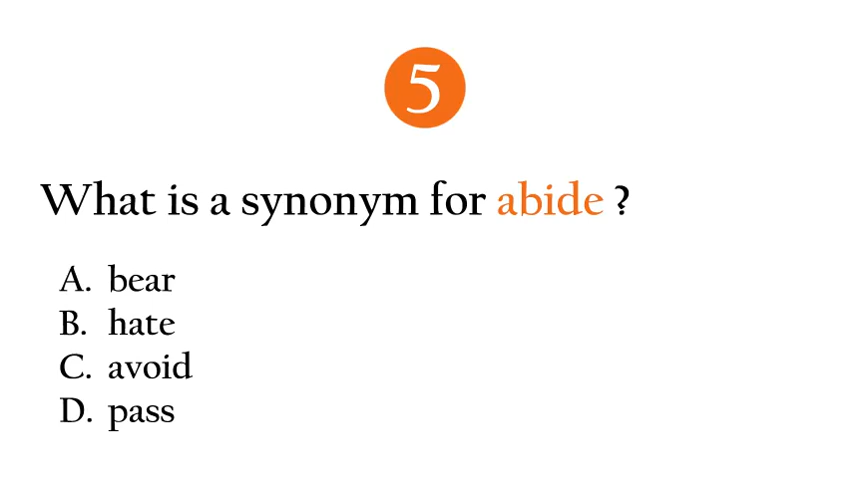 5
What is a synonym for abide ?
A. bear
B. hate
C. avoid
D. pass